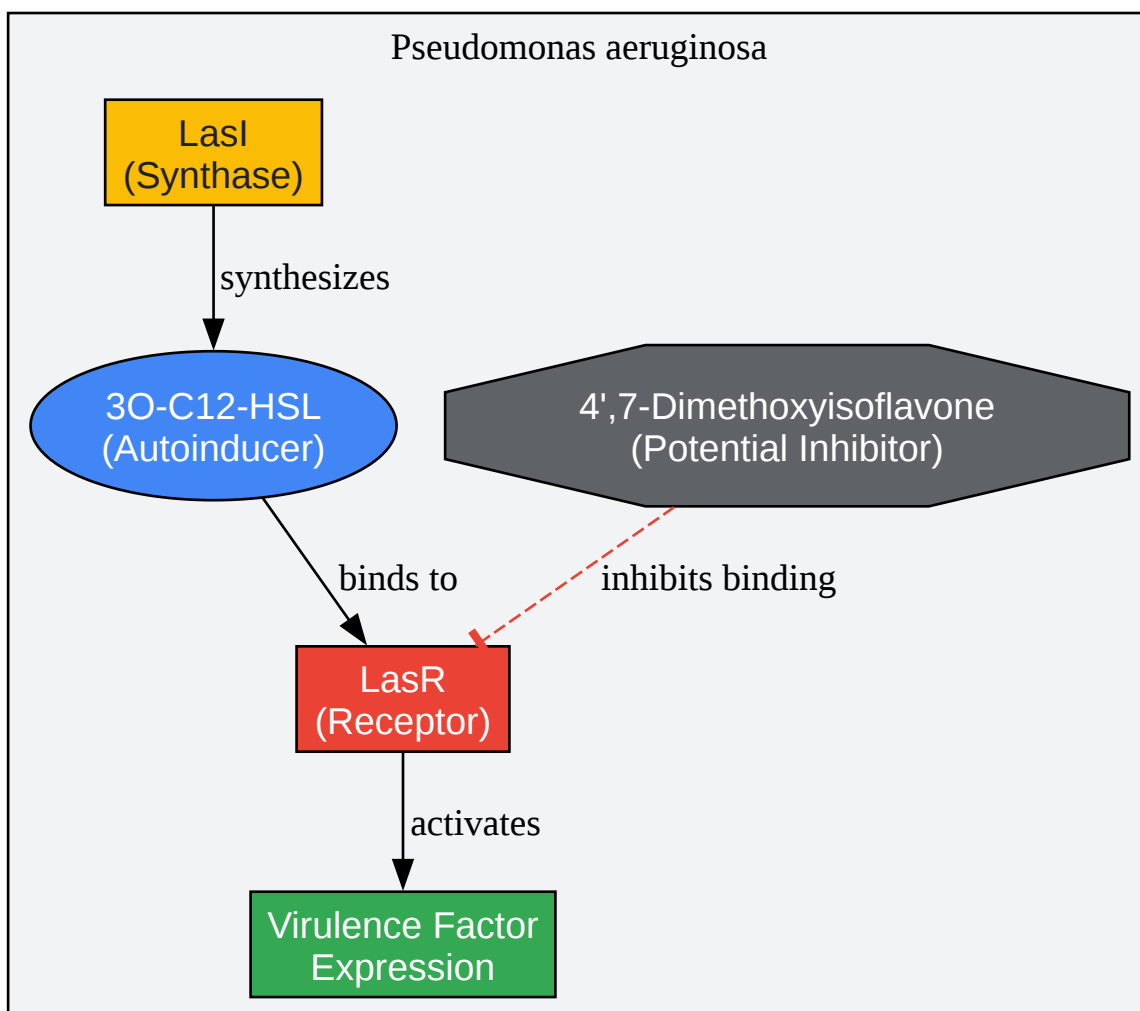 Pseudomonas aeruginosa
LasI
(Synthase)
synthesizes
3O-C12-HSL
(Autoinducer)
4',7-Dimethoxyisoflavone
(Potential Inhibitor)
binds to
inhibits binding
LasR
(Receptor)
activates
Virulence Factor
Expression